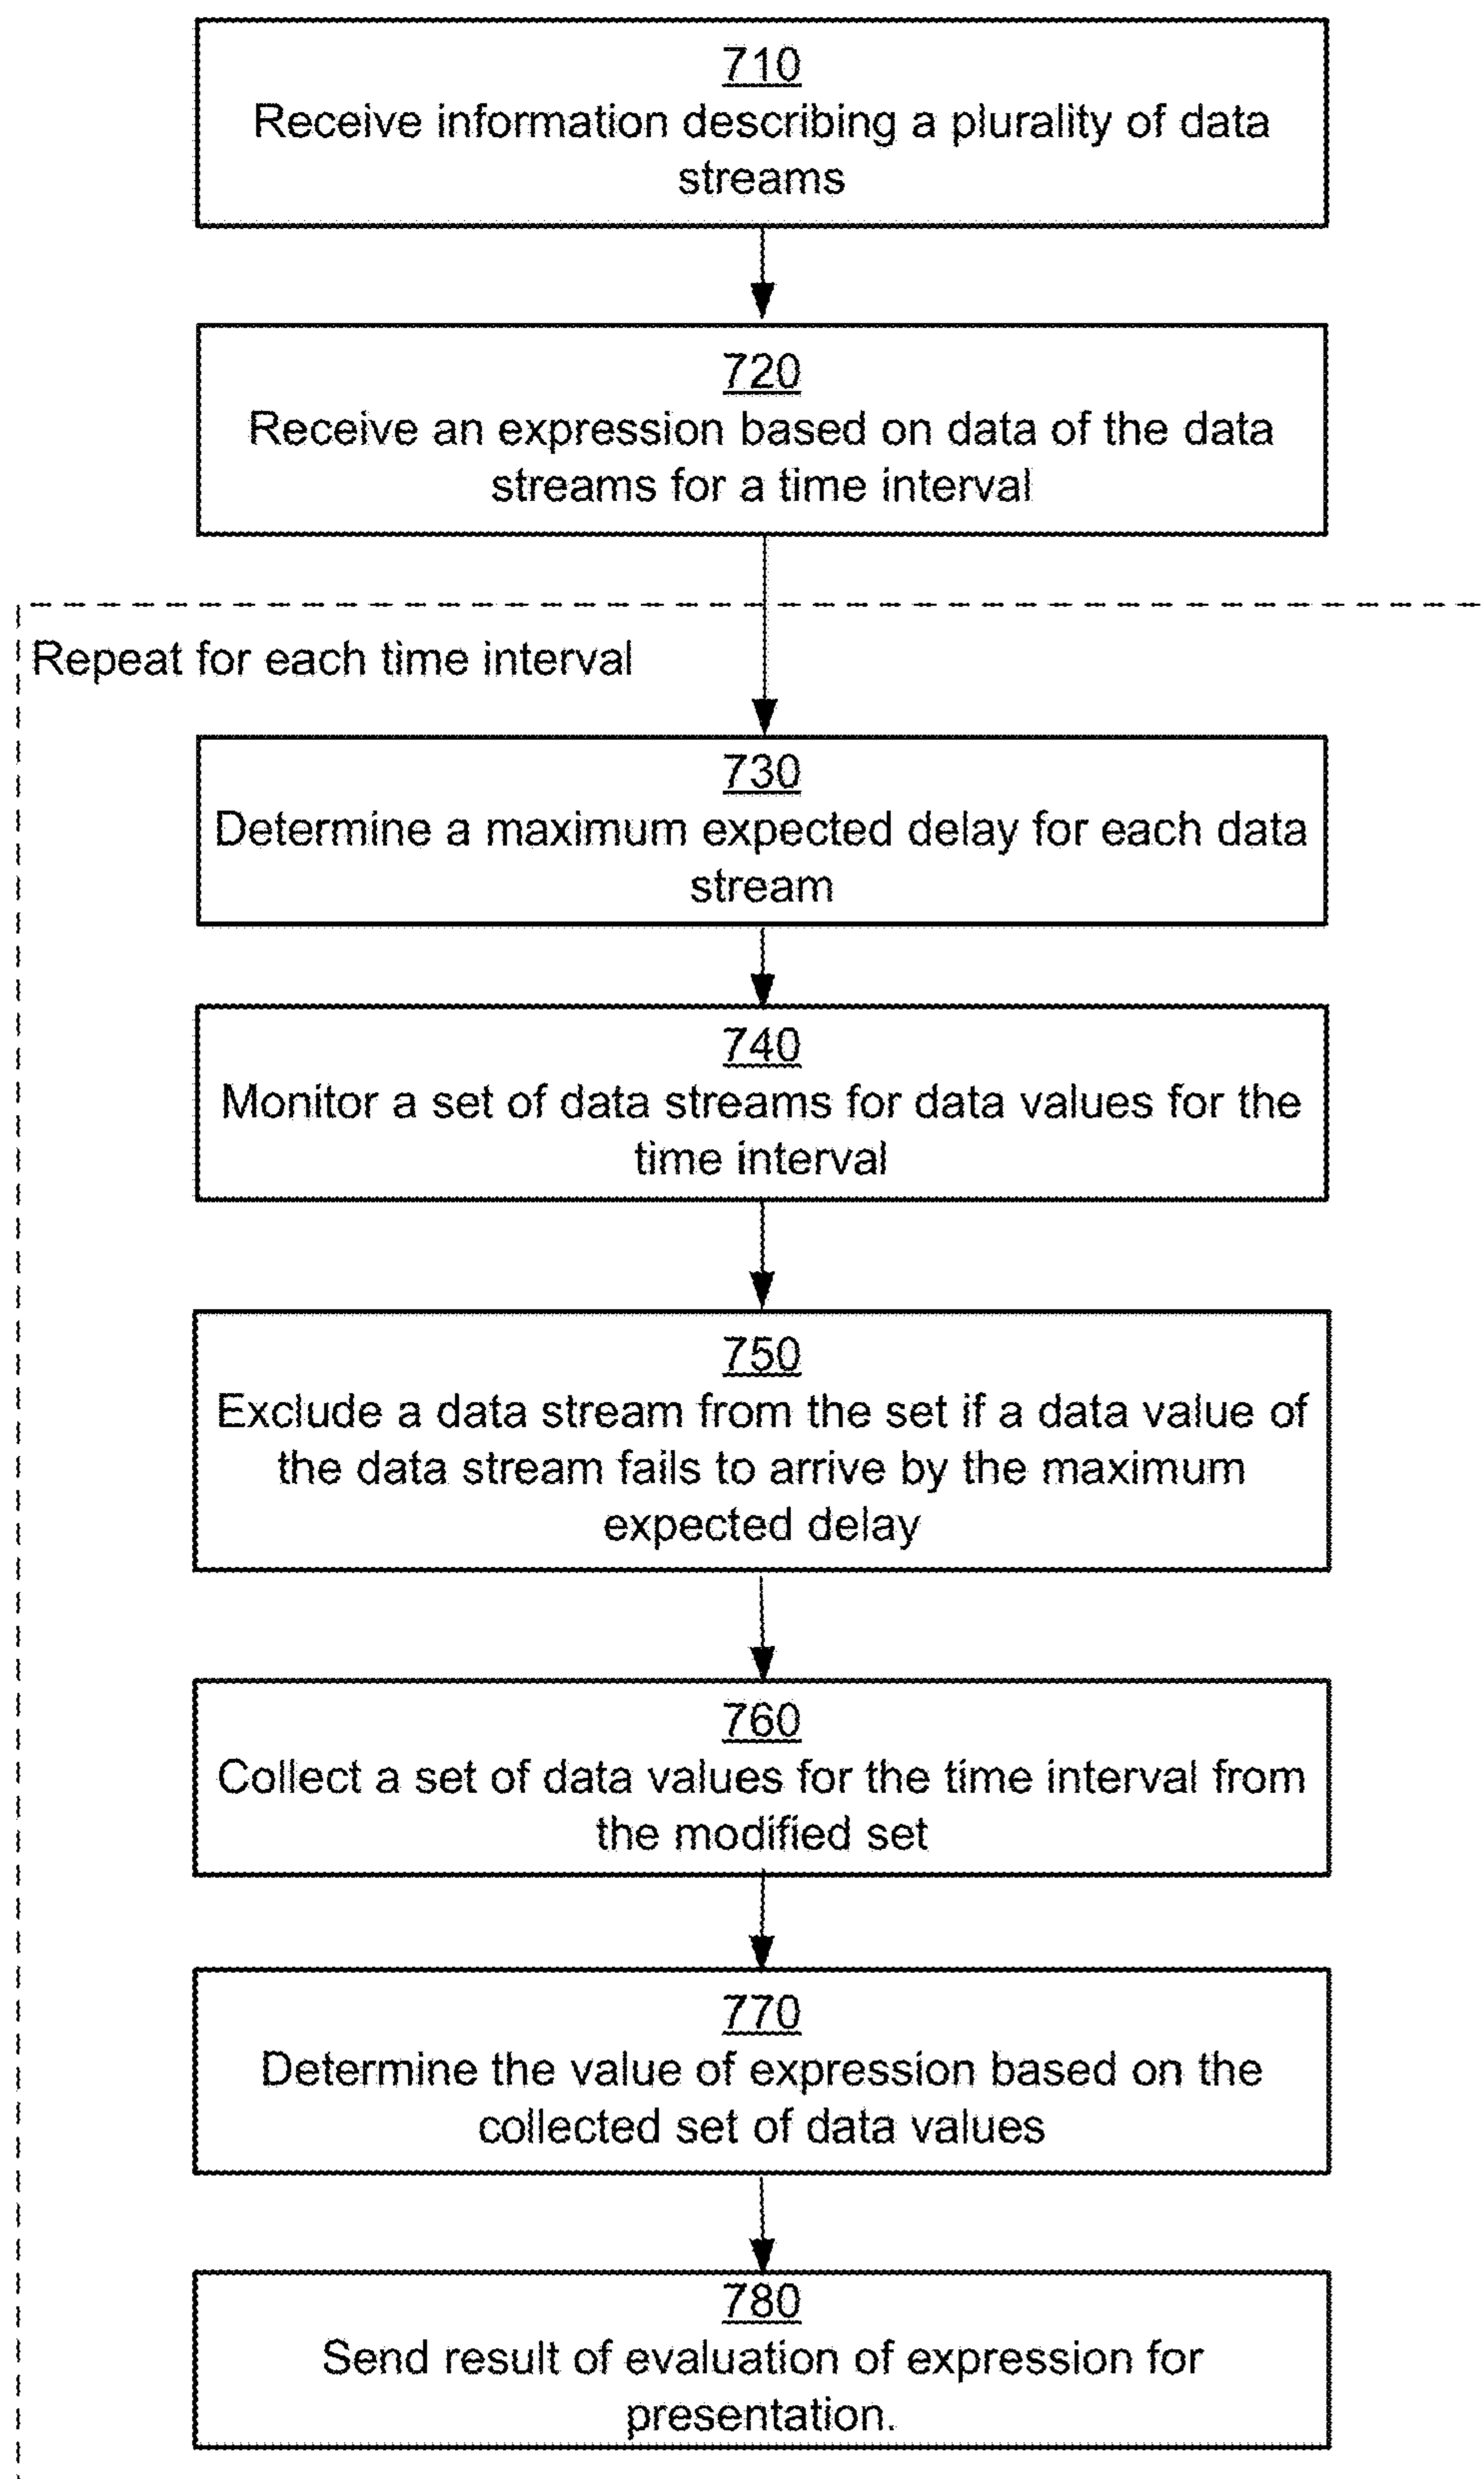 710
Receive information describing a plurality of data
streams
720
Receive an expression based on data of the data
streams for a time interval
Repeat for each time interval
730
Determine a maximum expected delay for each data
stream
740
Monitor a set of data streams for data values for the
time interval
750
Exclude a data stream from the set if a data value of
the data stream fails to arrive by the maximum
expected delay
760
Collect a set of data values for the time interval from
the modified set
770
Determine the value of expression based on the
collected set of data values
780
Send result of evaluation of expression for
presentation.